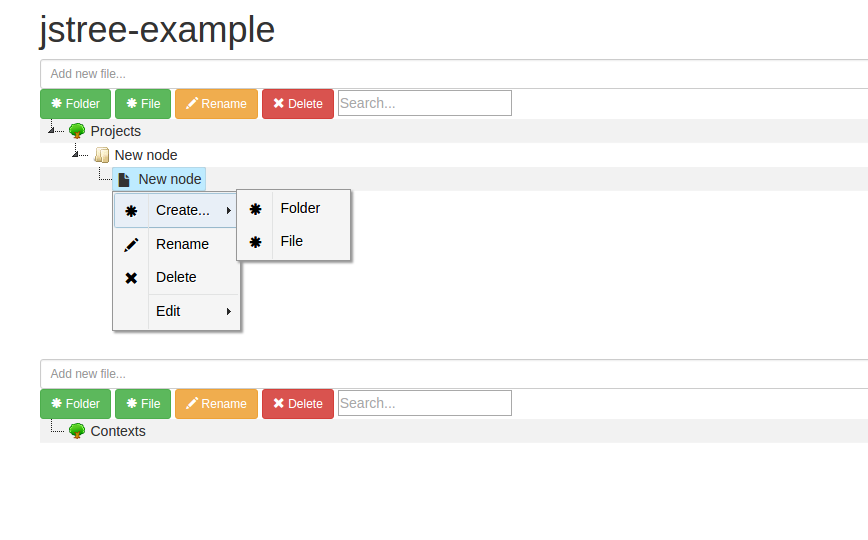 jstree-example
Add new file...
Folder File Rename Delete Search...
Projects
New node
New node
Create... Folder
File
Rename
Delete
Edit
Add new file...
Folder File Rename Delete Search...
Contexts